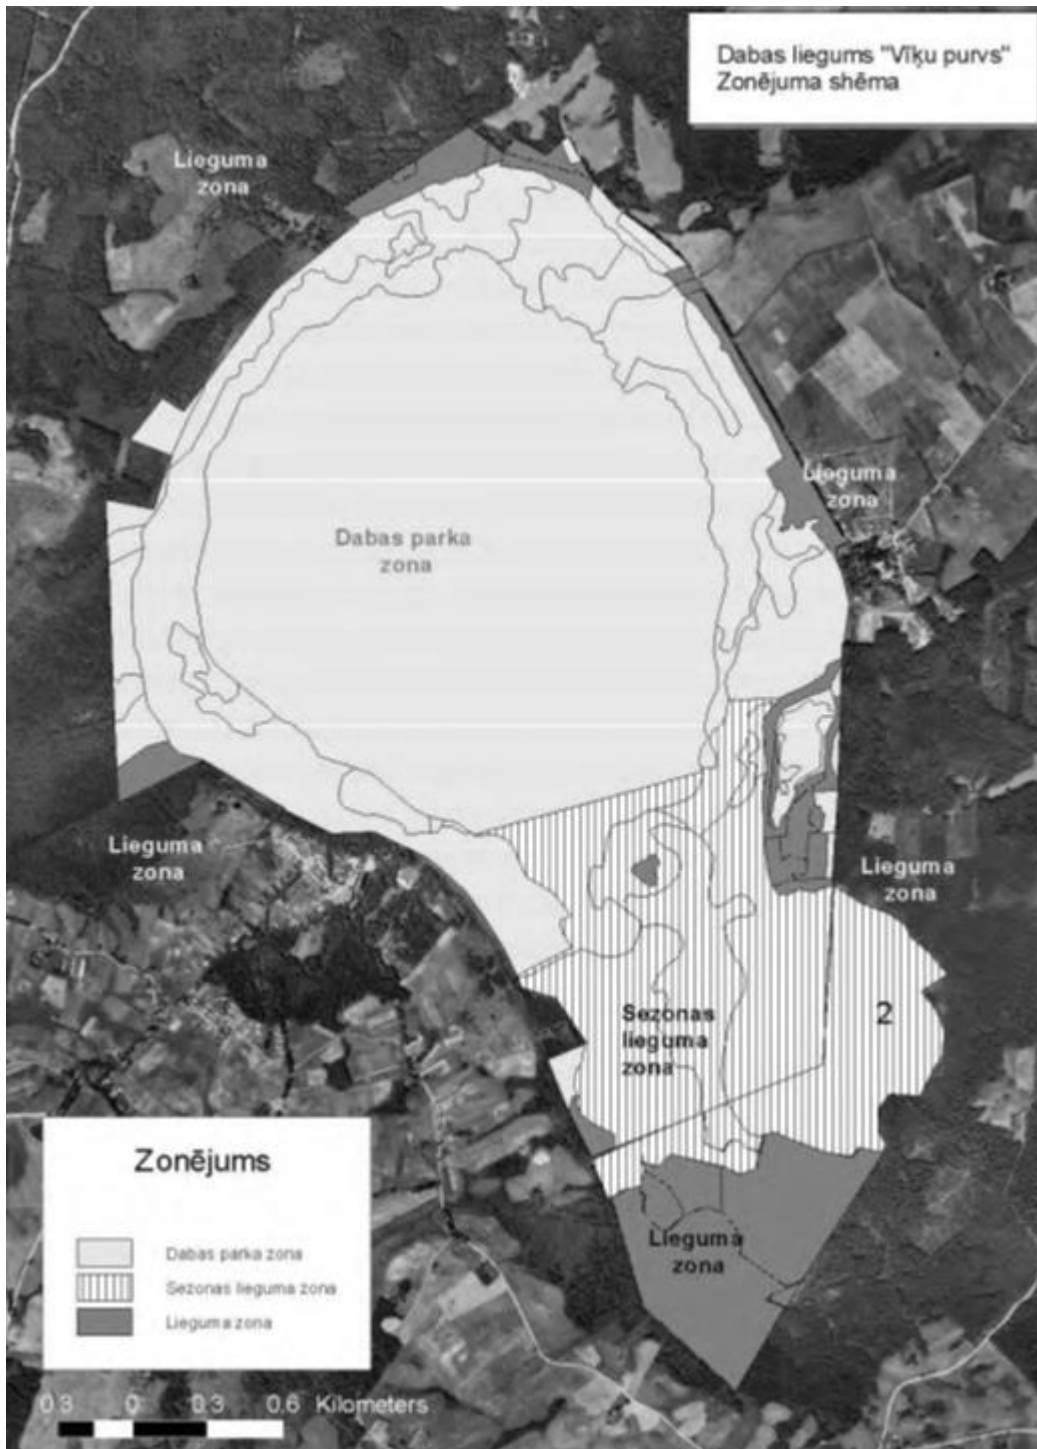 Dabas liegums "Vīķu purvs"
Zonējuma shēma
Lieguma
zona
Lieguma
zona
Dabas parka
zona
Lieguma
zona
Lieguma
zona
2
Sezonas
lieguma
zona
Lieguma
zona
Zonējums
Dabas parka zona
Sezonas lieguma zona
Lieguma zona
0.3 0 0.3 0.6 Kilometers